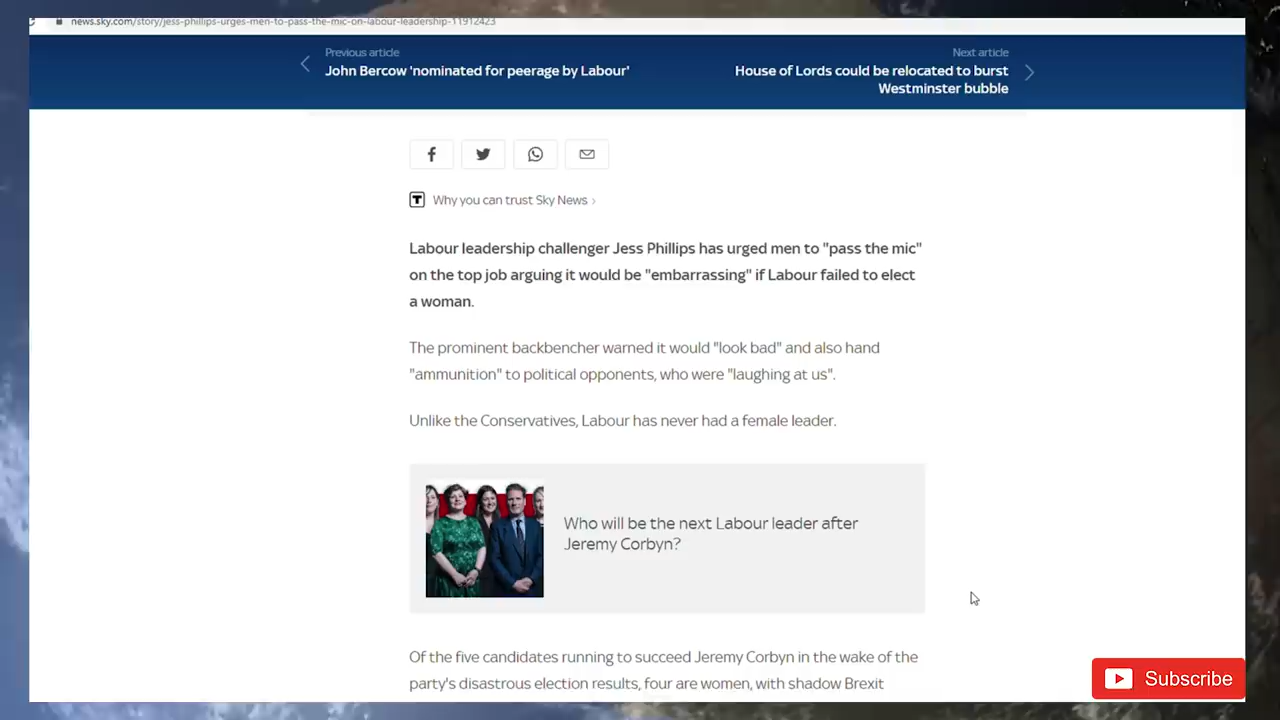 news.sky.com/story/jess-phillips-urges-men-to-pass-the-mic-on-labour-leadership-11912423
Previous article
John Bercow 'nominated for peerage by Labour'
Next article
House of Lords could be relocated to burst
Westminster bubble
Why you can trust Sky News
Labour leadership challenger Jess Phillips has urged men to "pass the mic"
on the top job arguing it would be "embarrassing" if Labour failed to elect
a woman.
The prominent backbencher warned it would "look bad" and also hand
"ammunition" to political opponents, who were "laughing at us".
Unlike the Conservatives, Labour has never had a female leader.
Who will be the next Labour leader after
Jeremy Corbyn?
Of the five candidates running to succeed Jeremy Corbyn in the wake of the
party's disastrous election results, four are women, with shadow Brexit
Subscribe